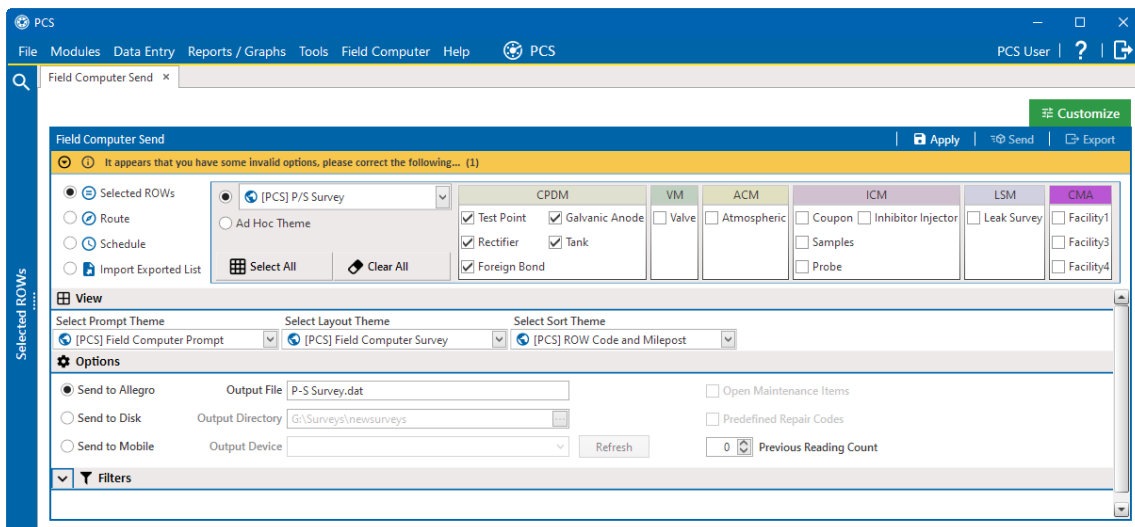 PCS
File Modules Data Entry Reports / Graphs Tools Field Computer Help PCS PCS User | ? |
Field Computer Send ×
Customize
Field Computer Send | Apply | Send | Export
It appears that you have some invalid options, please correct the following... (1)
Selected ROWs
Route
Schedule
Import Exported List
[PCS] P/S Survey
Ad Hoc Theme
Select All Clear All
CPDM
Test Point Galvanic Anode
Rectifier Tank
Foreign Bond
VM
Valve
ACM
Atmospheric
ICM
Coupon Inhibitor Injector
Samples
Probe
LSM
Leak Survey
CMA
Facility1
Facility3
Facility4
Selected ROWs
View
Select Prompt Theme Select Layout Theme Select Sort Theme
[PCS] Field Computer Prompt [PCS] Field Computer Survey [PCS] ROW Code and Milepost
Options
Send to Allegro Output File P-S Survey.dat Open Maintenance Items
Send to Disk Output Directory G:\Surveys\newsurveys ... Predefined Repair Codes
Send to Mobile Output Device Refresh 0 Previous Reading Count
Filters